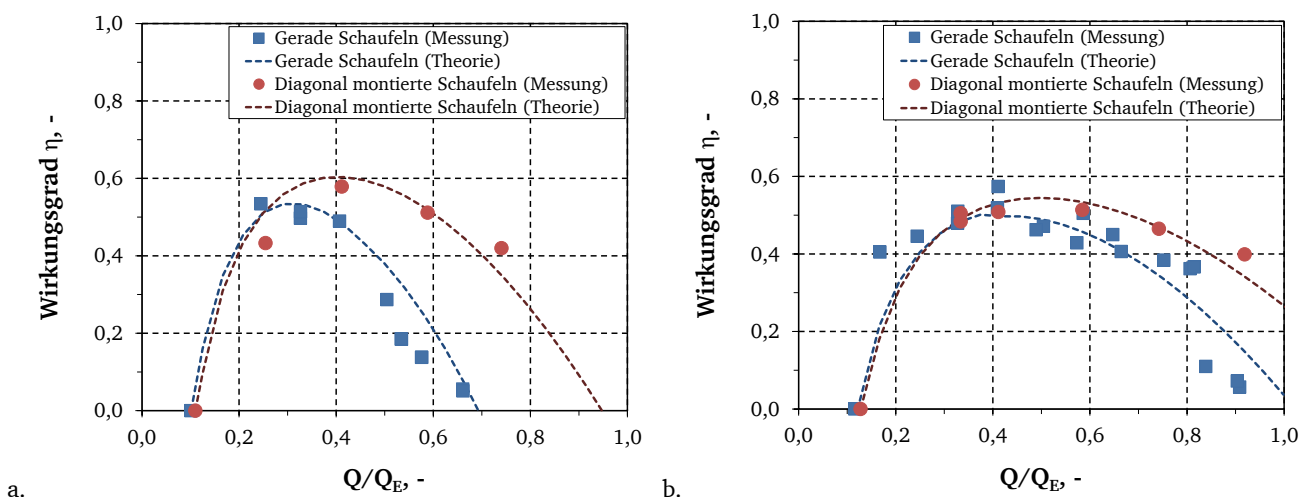 1,0
0,8
0,6
0,4
0,2
0,0
Wirkungsgrad η, -
Gerade Schaufeln (Messung)
Gerade Schaufeln (Theorie)
Diagonal montierte Schaufeln (Messung)
Diagonal montierte Schaufeln (Theorie)
0,0 0,2 0,4 0,6 0,8 1,0
Q/QE, -
a.
1,0
0,8
0,6
0,4
0,2
0,0
Wirkungsgrad η, -
Gerade Schaufeln (Messung)
Gerade Schaufeln (Theorie)
Diagonal montierte Schaufeln (Messung)
Diagonal montierte Schaufeln (Theorie)
0,0 0,2 0,4 0,6 0,8 1,0
Q/QE, -
b.